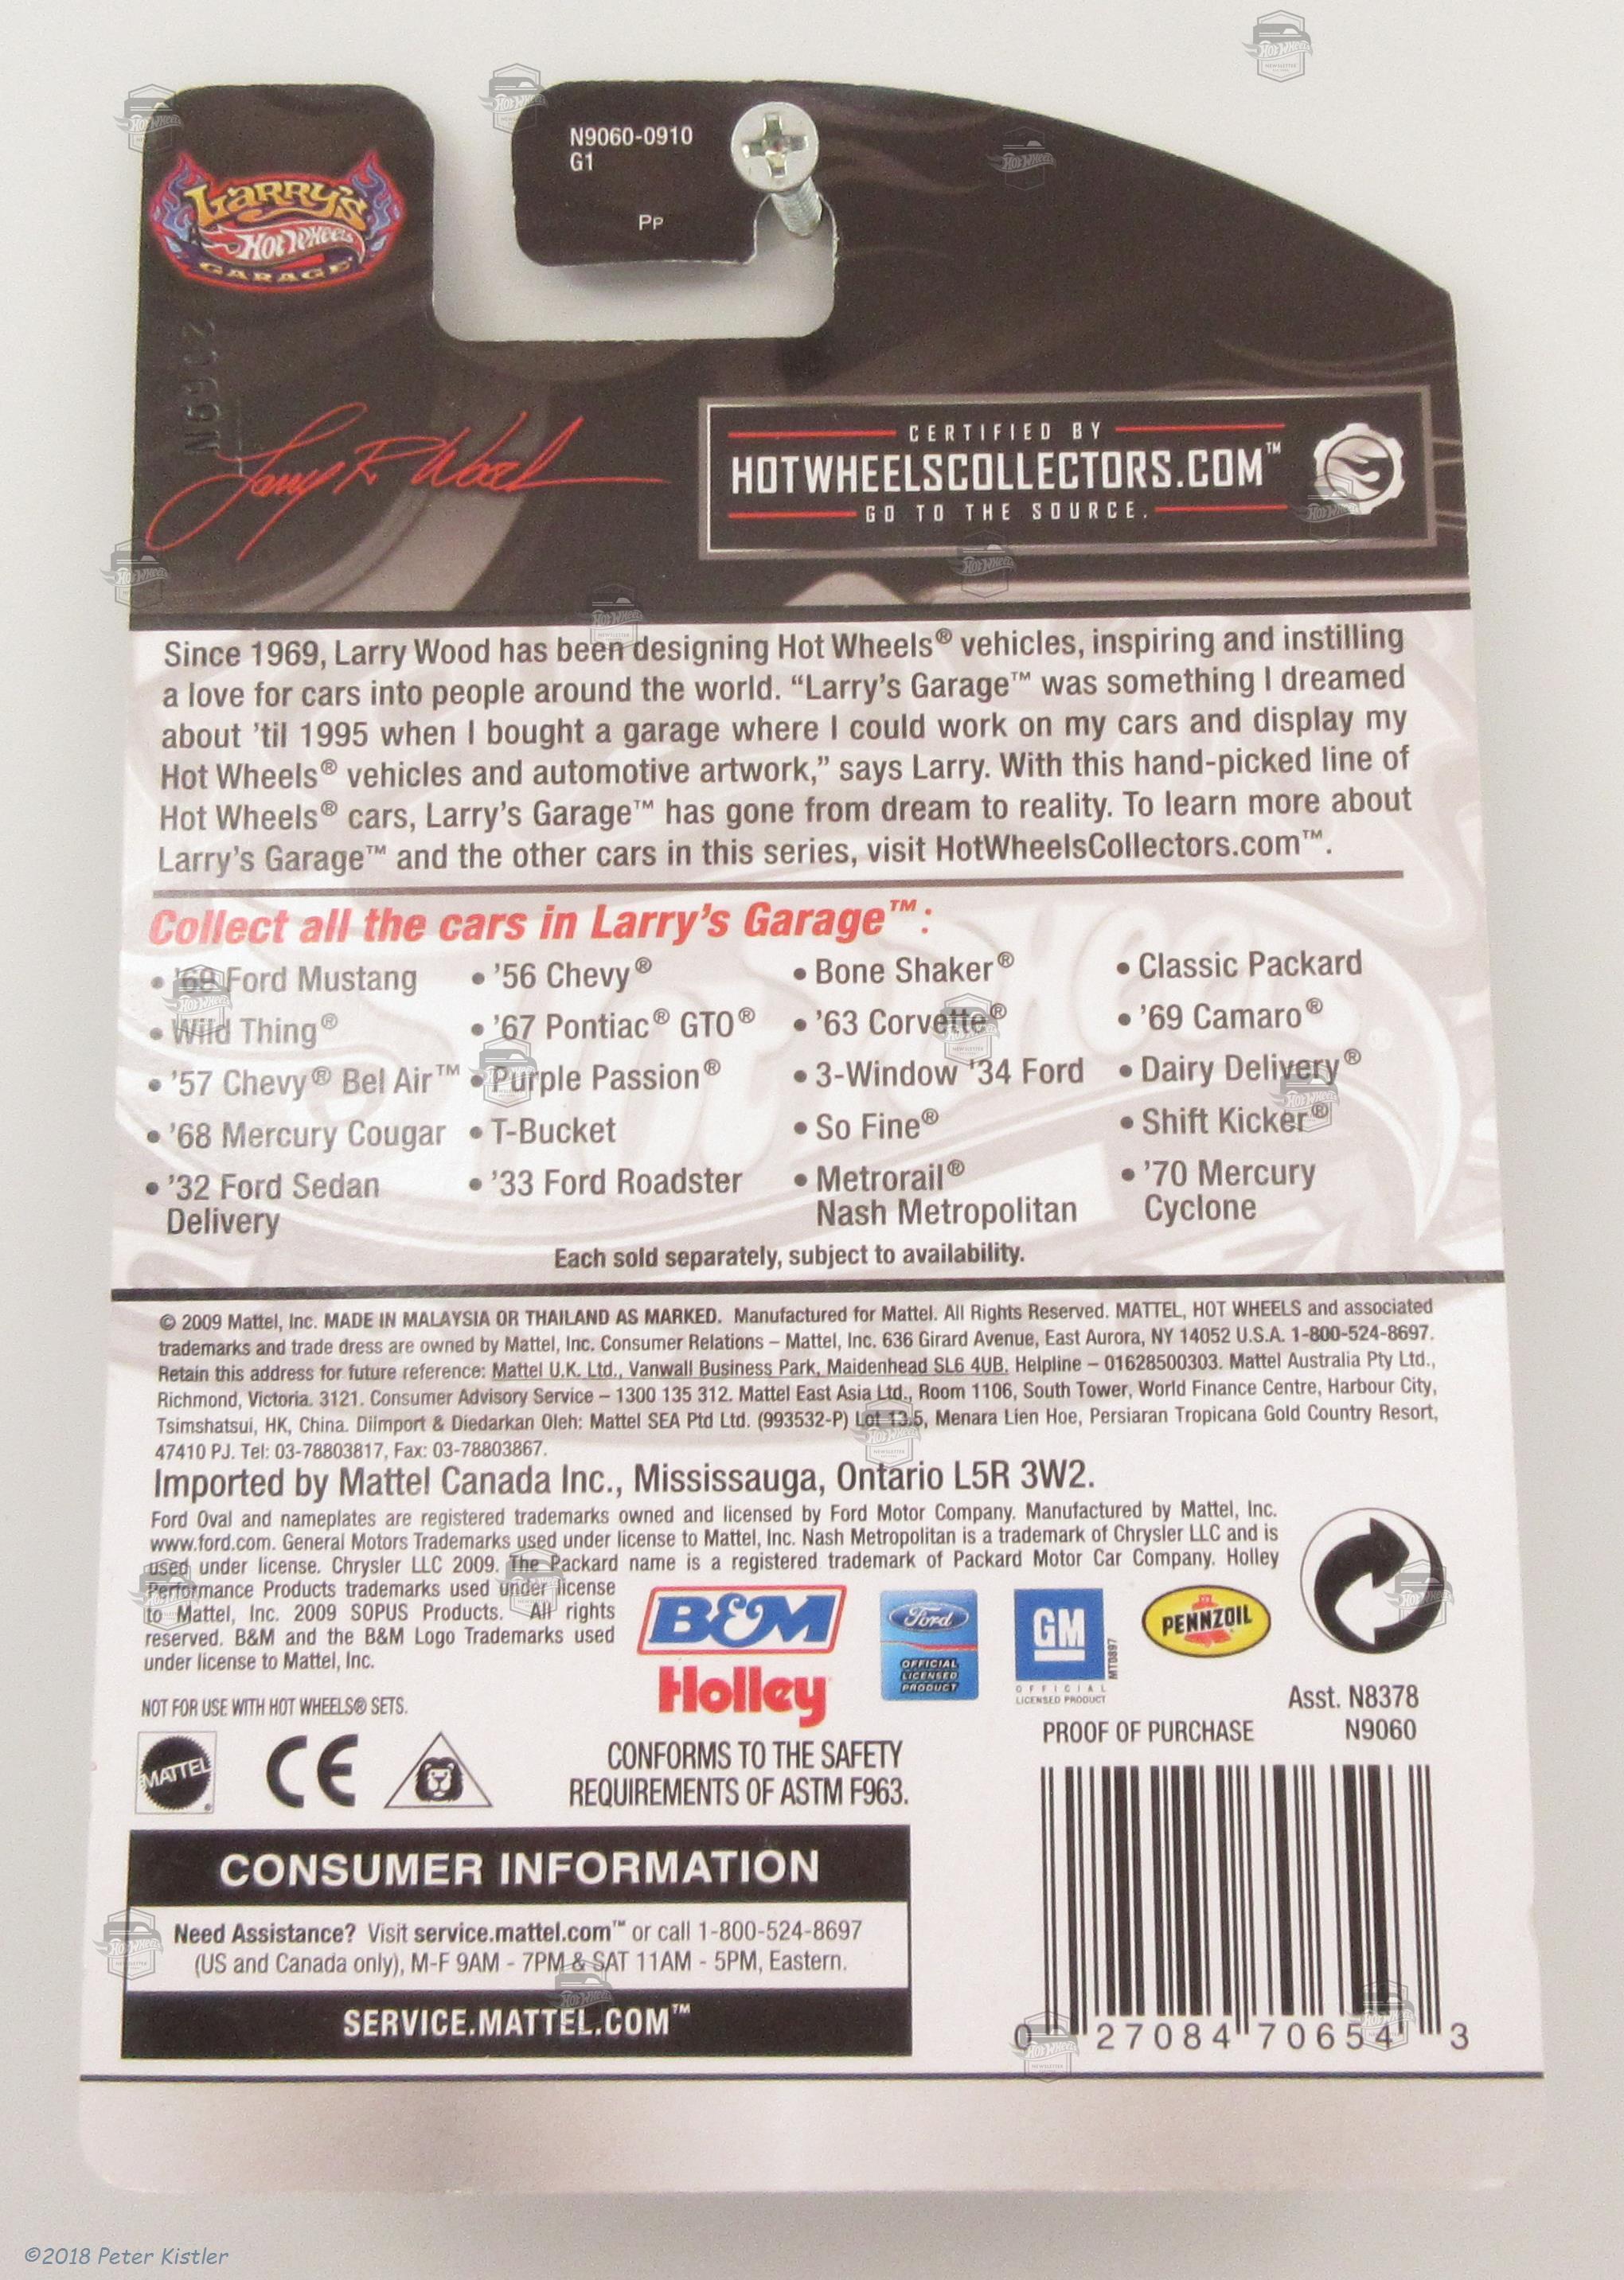 N9060-0910
G1
Pp
Larry's
Hot Wheels
GARAGE
Larry R Wood
CERTIFIED BY
HOTWHEELSCOLLECTORS.COM™
GO TO THE SOURCE.
Since 1969, Larry Wood has been designing Hot Wheels® vehicles, inspiring and instilling
a love for cars into people around the world. “Larry’s Garage™ was something I dreamed
about ’til 1995 when I bought a garage where I could work on my cars and display my
Hot Wheels® vehicles and automotive artwork,” says Larry. With this hand-picked line of
Hot Wheels® cars, Larry’s Garage™ has gone from dream to reality. To learn more about
Larry’s Garage™ and the other cars in this series, visit HotWheelsCollectors.com™.
Collect all the cars in Larry’s Garage™:
• ’69 Ford Mustang
• Wild Thing®
• ’57 Chevy® Bel Air™
• ’68 Mercury Cougar
• ’32 Ford Sedan
Delivery
• ’56 Chevy®
• ’67 Pontiac® GTO®
• Purple Passion®
• T-Bucket
• ’33 Ford Roadster
• Bone Shaker®
• ’63 Corvette®
• 3-Window ’34 Ford
• So Fine®
• Metrorail®
Nash Metropolitan
• Classic Packard
• ’69 Camaro®
• Dairy Delivery®
• Shift Kicker®
• ’70 Mercury
Cyclone
Each sold separately, subject to availability.
© 2009 Mattel, Inc. MADE IN MALAYSIA OR THAILAND AS MARKED. Manufactured for Mattel. All Rights Reserved. MATTEL, HOT WHEELS and associated
trademarks and trade dress are owned by Mattel, Inc. Consumer Relations – Mattel, Inc. 636 Girard Avenue, East Aurora, NY 14052 U.S.A. 1-800-524-8697.
Retain this address for future reference: Mattel U.K. Ltd., Vanwall Business Park, Maidenhead SL6 4UB. Helpline – 01628500303. Mattel Australia Pty Ltd.,
Richmond, Victoria. 3121. Consumer Advisory Service – 1300 135 312. Mattel East Asia Ltd., Room 1106, South Tower, World Finance Centre, Harbour City,
Tsimshatsui, HK, China. Diimport & Diedarkan Oleh: Mattel SEA Ptd Ltd. (993532-P) Lot 13.5, Menara Lien Hoe, Persiaran Tropicana Gold Country Resort,
47410 PJ. Tel: 03-78803817, Fax: 03-78803867.
Imported by Mattel Canada Inc., Mississauga, Ontario L5R 3W2.
Ford Oval and nameplates are registered trademarks owned and licensed by Ford Motor Company. Manufactured by Mattel, Inc.
www.ford.com. General Motors Trademarks used under license to Mattel, Inc. Nash Metropolitan is a trademark of Chrysler LLC and is
used under license. Chrysler LLC 2009. The Packard name is a registered trademark of Packard Motor Car Company. Holley
Performance Products trademarks used under license
to Mattel, Inc. 2009 SOPUS Products. All rights
reserved. B&M and the B&M Logo Trademarks used
under license to Mattel, Inc.
B&M
Holley
Ford
OFFICIAL
LICENSED
PRODUCT
GM
MT0897
OFFICIAL
LICENSED PRODUCT
PENNZOIL
NOT FOR USE WITH HOT WHEELS® SETS.
MATTEL
CE
CONFORMS TO THE SAFETY
REQUIREMENTS OF ASTM F963.
Asst. N8378
PROOF OF PURCHASE N9060
CONSUMER INFORMATION
Need Assistance? Visit service.mattel.com™ or call 1-800-524-8697
(US and Canada only), M-F 9AM - 7PM & SAT 11AM - 5PM, Eastern.
SERVICE.MATTEL.COM™
0 27084 70654 3
©2018 Peter Kistler